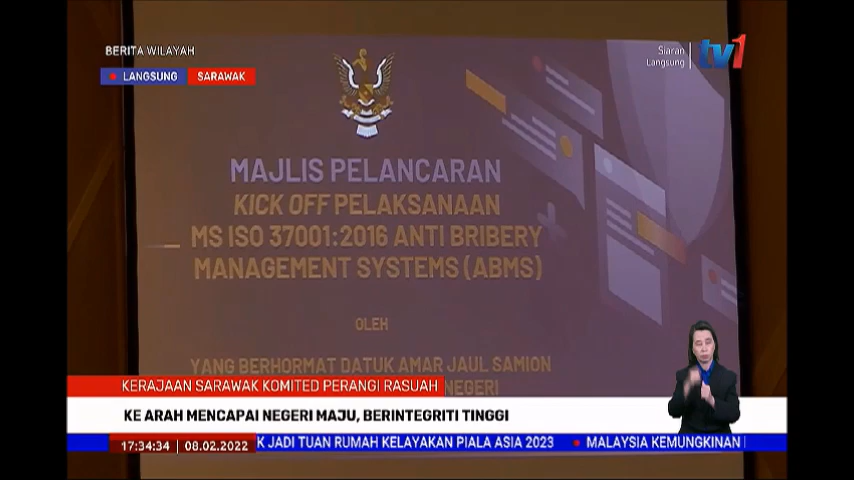 BERITA WILAYAH
LANGSUNG SARAWAK
Siaran
Langsung
tv1
MAJLIS PELANCARAN
KICK OFF PELAKSANAAN
MS ISO 37001:2016 ANTI BRIBERY
MANAGEMENT SYSTEMS (ABMS)
OLEH
YANG BERHORMAT DATUK AMAR JAUL SAMION
NEGERI
KERAJAAN SARAWAK KOMITED PERANGI RASUAH
KE ARAH MENCAPAI NEGERI MAJU, BERINTEGRITI TINGGI
17:34:34 08.02.2022 K JADI TUAN RUMAH KELAYAKAN PIALA ASIA 2023 MALAYSIA KEMUNGKINAN